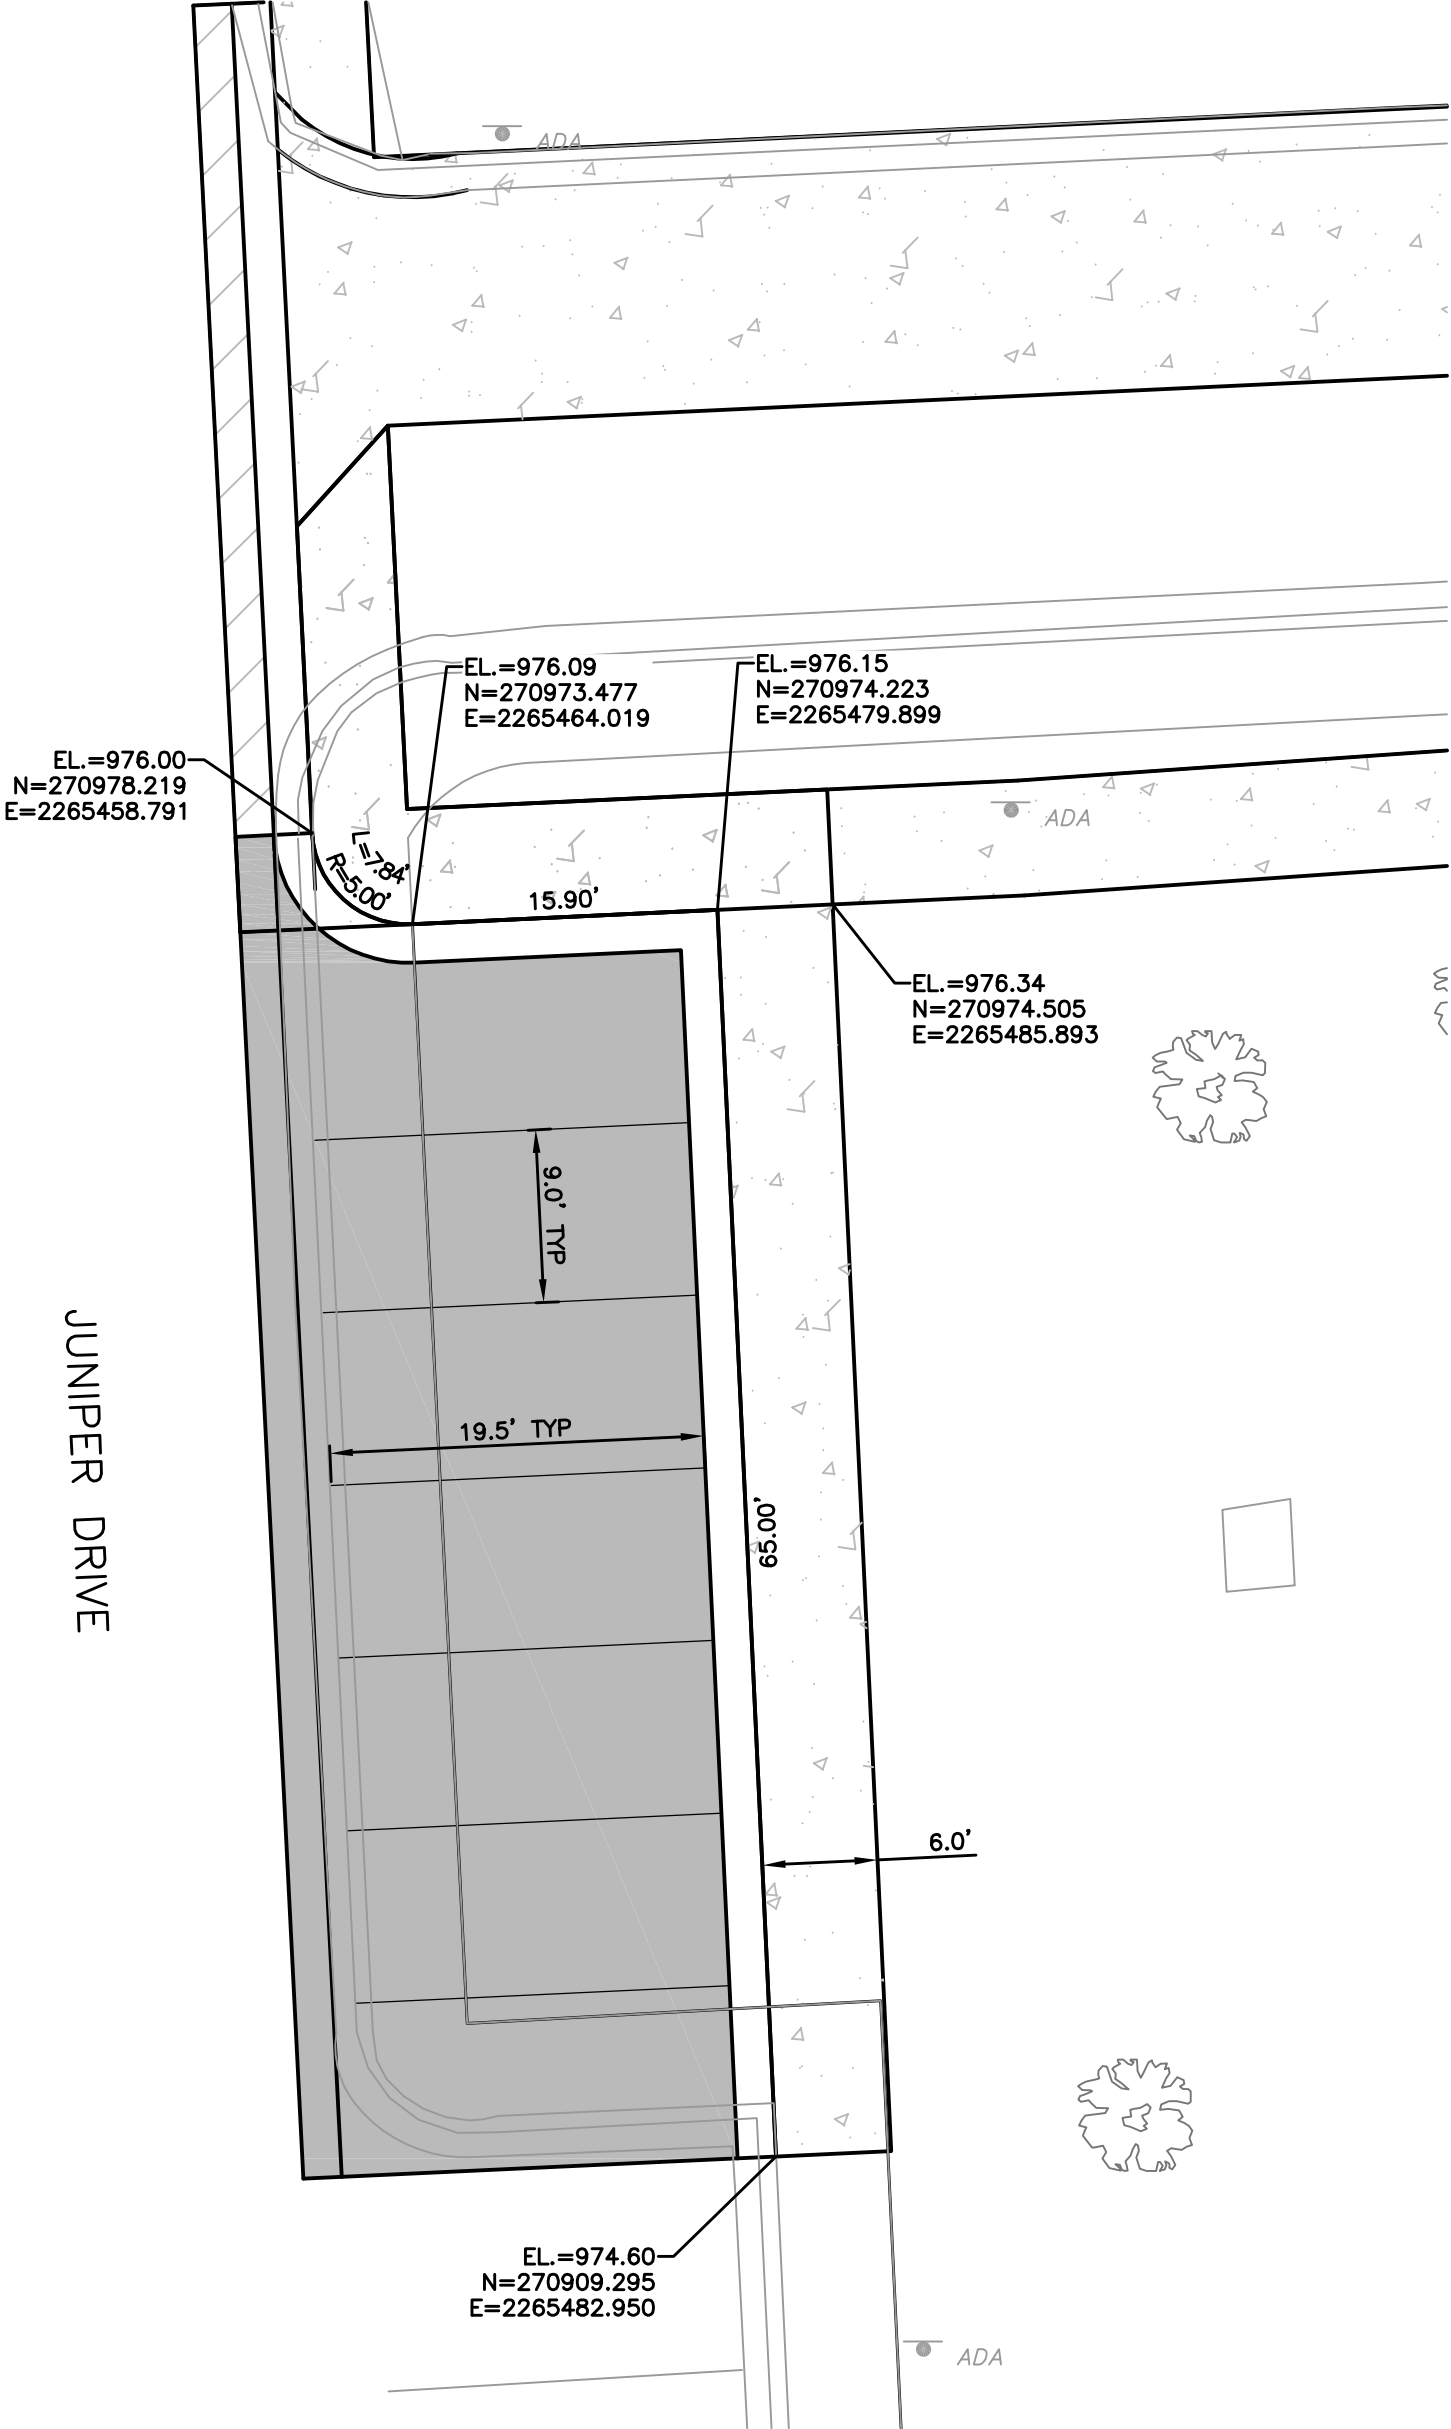 ADA
EL.=976.09
N=270973.477
E=2265464.019
EL.=976.15
N=270974.223
E=2265479.899
EL.=976.00
N=270978.219
E=2265458.791
ADA
L=7.84'
R=5.00'
15.90'
EL.=976.34
N=270974.505
E=2265485.893
9.0' TYP
JUNIPER DRIVE
19.5' TYP
65.00'
6.0'
EL.=974.60
N=270909.295
E=2265482.950
ADA